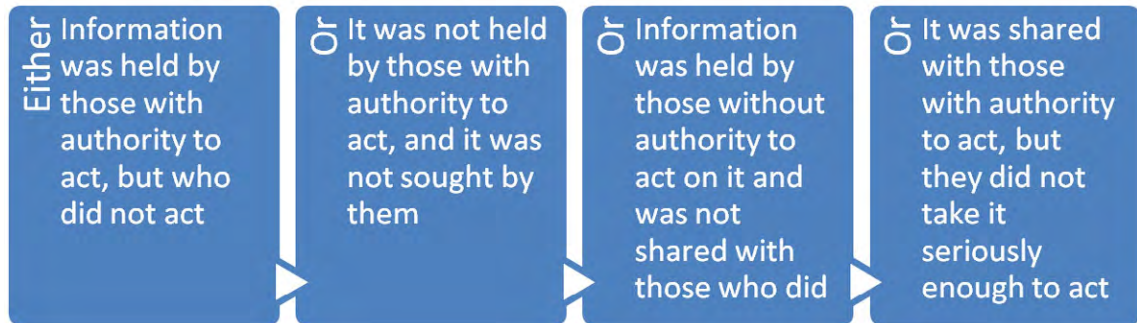 Either
Information
was held by
those with
authority to
act, but who
did not act
Or
It was not held
by those with
authority to
act, and it was
not sought by
them
Or
Information
was held by
those without
authority to
act on it and
was not
shared with
those who did
Or
It was shared
with those
with authority
to act, but
they did not
take it
seriously
enough to act